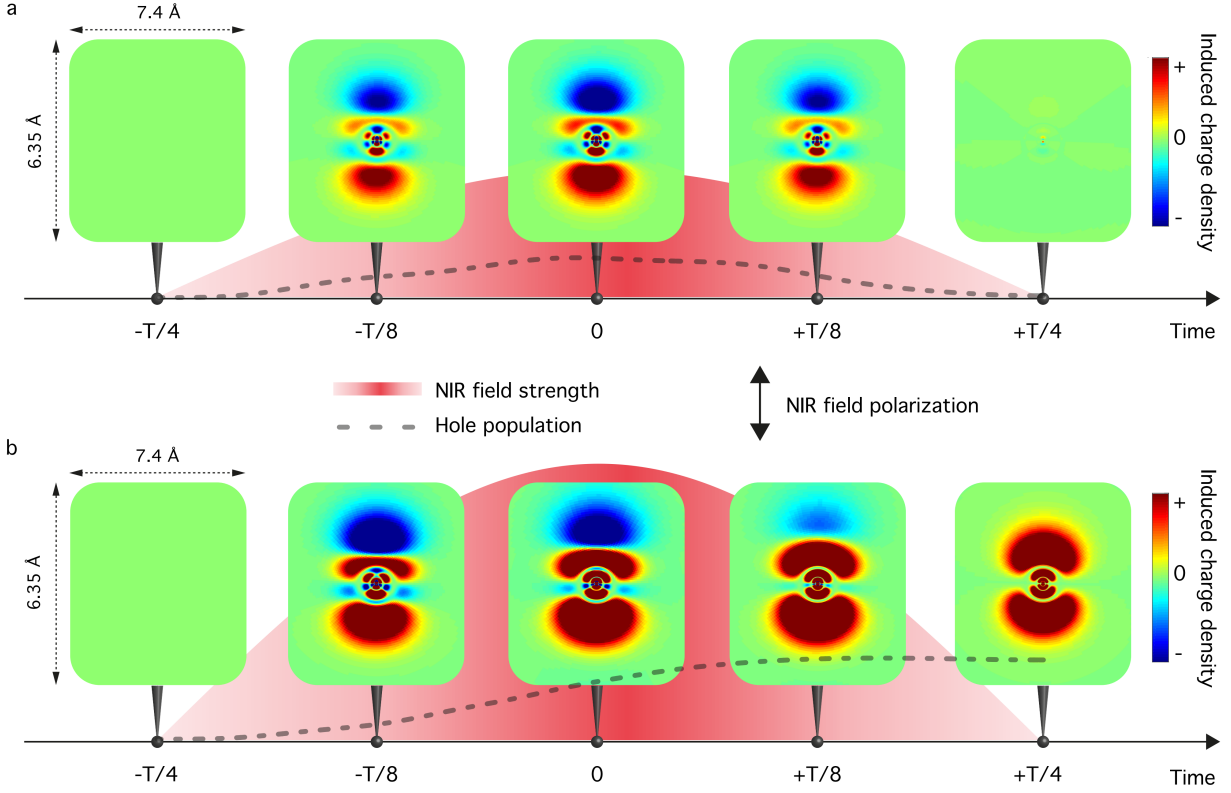 a
7.4 Å
6.35 Å
+
0
-
Induced charge density
-T/4
-T/8
0
+T/8
+T/4
Time
NIR field strength
Hole population
NIR field polarization
b
7.4 Å
6.35 Å
+
0
-
Induced charge density
-T/4
-T/8
0
+T/8
+T/4
Time